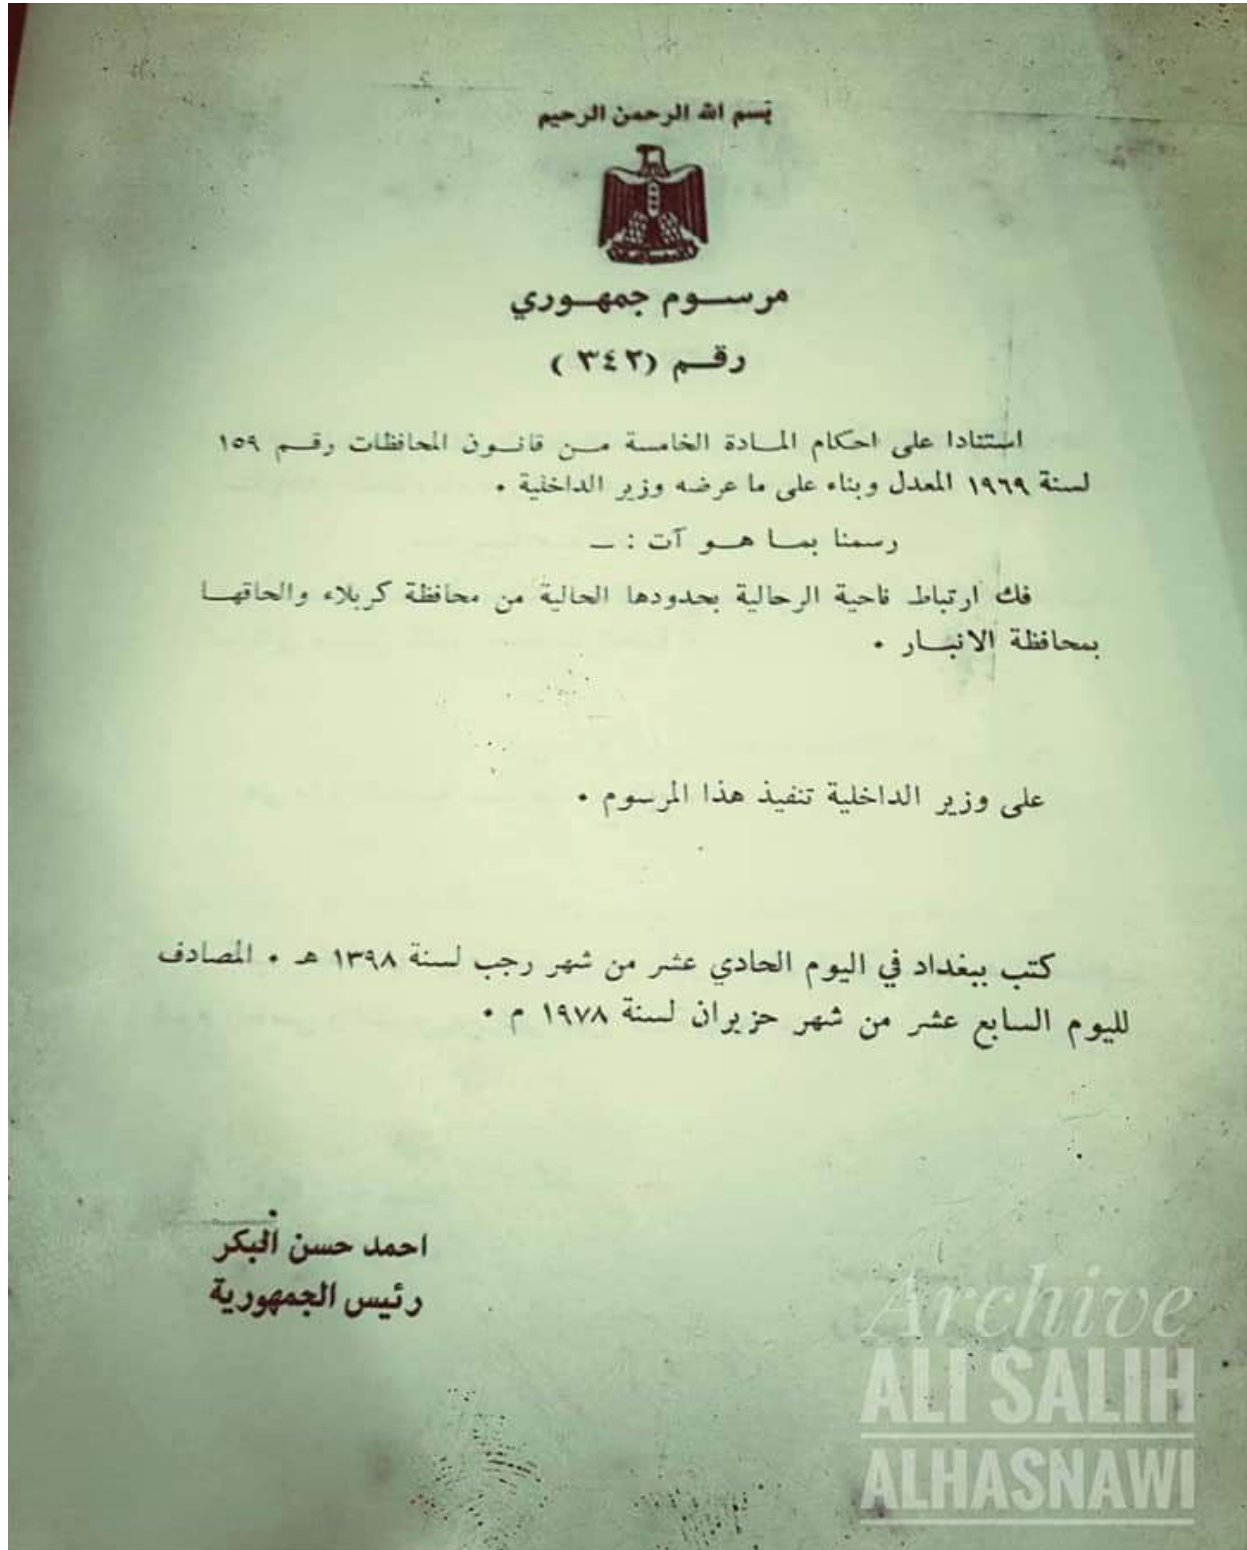 بسم الله الرحمن الرحيم
مرسوم جمهوري
رقم (٣٤٢)
استنادا على احكام المادة الخامسة من قانون المحافظات رقم ١٥٩
لسنة ١٩٦٩ المعدل وبناء على ما عرضه وزير الداخلية .
رسمنا بما هو آت : ــ
فك ارتباط ناحية الرحالية بحدودها الحالية من محافظة كربلاء والحاقها
بمحافظة الانبار .
على وزير الداخلية تنفيذ هذا المرسوم .
كتب ببغداد في اليوم الحادي عشر من شهر رجب لسنة ١٣٩٨ هـ . المصادف
لليوم السابع عشر من شهر حزيران لسنة ١٩٧٨ م .
احمد حسن البكر
رئيس الجمهورية
Archive
ALI SALIH
ALHASNAWI